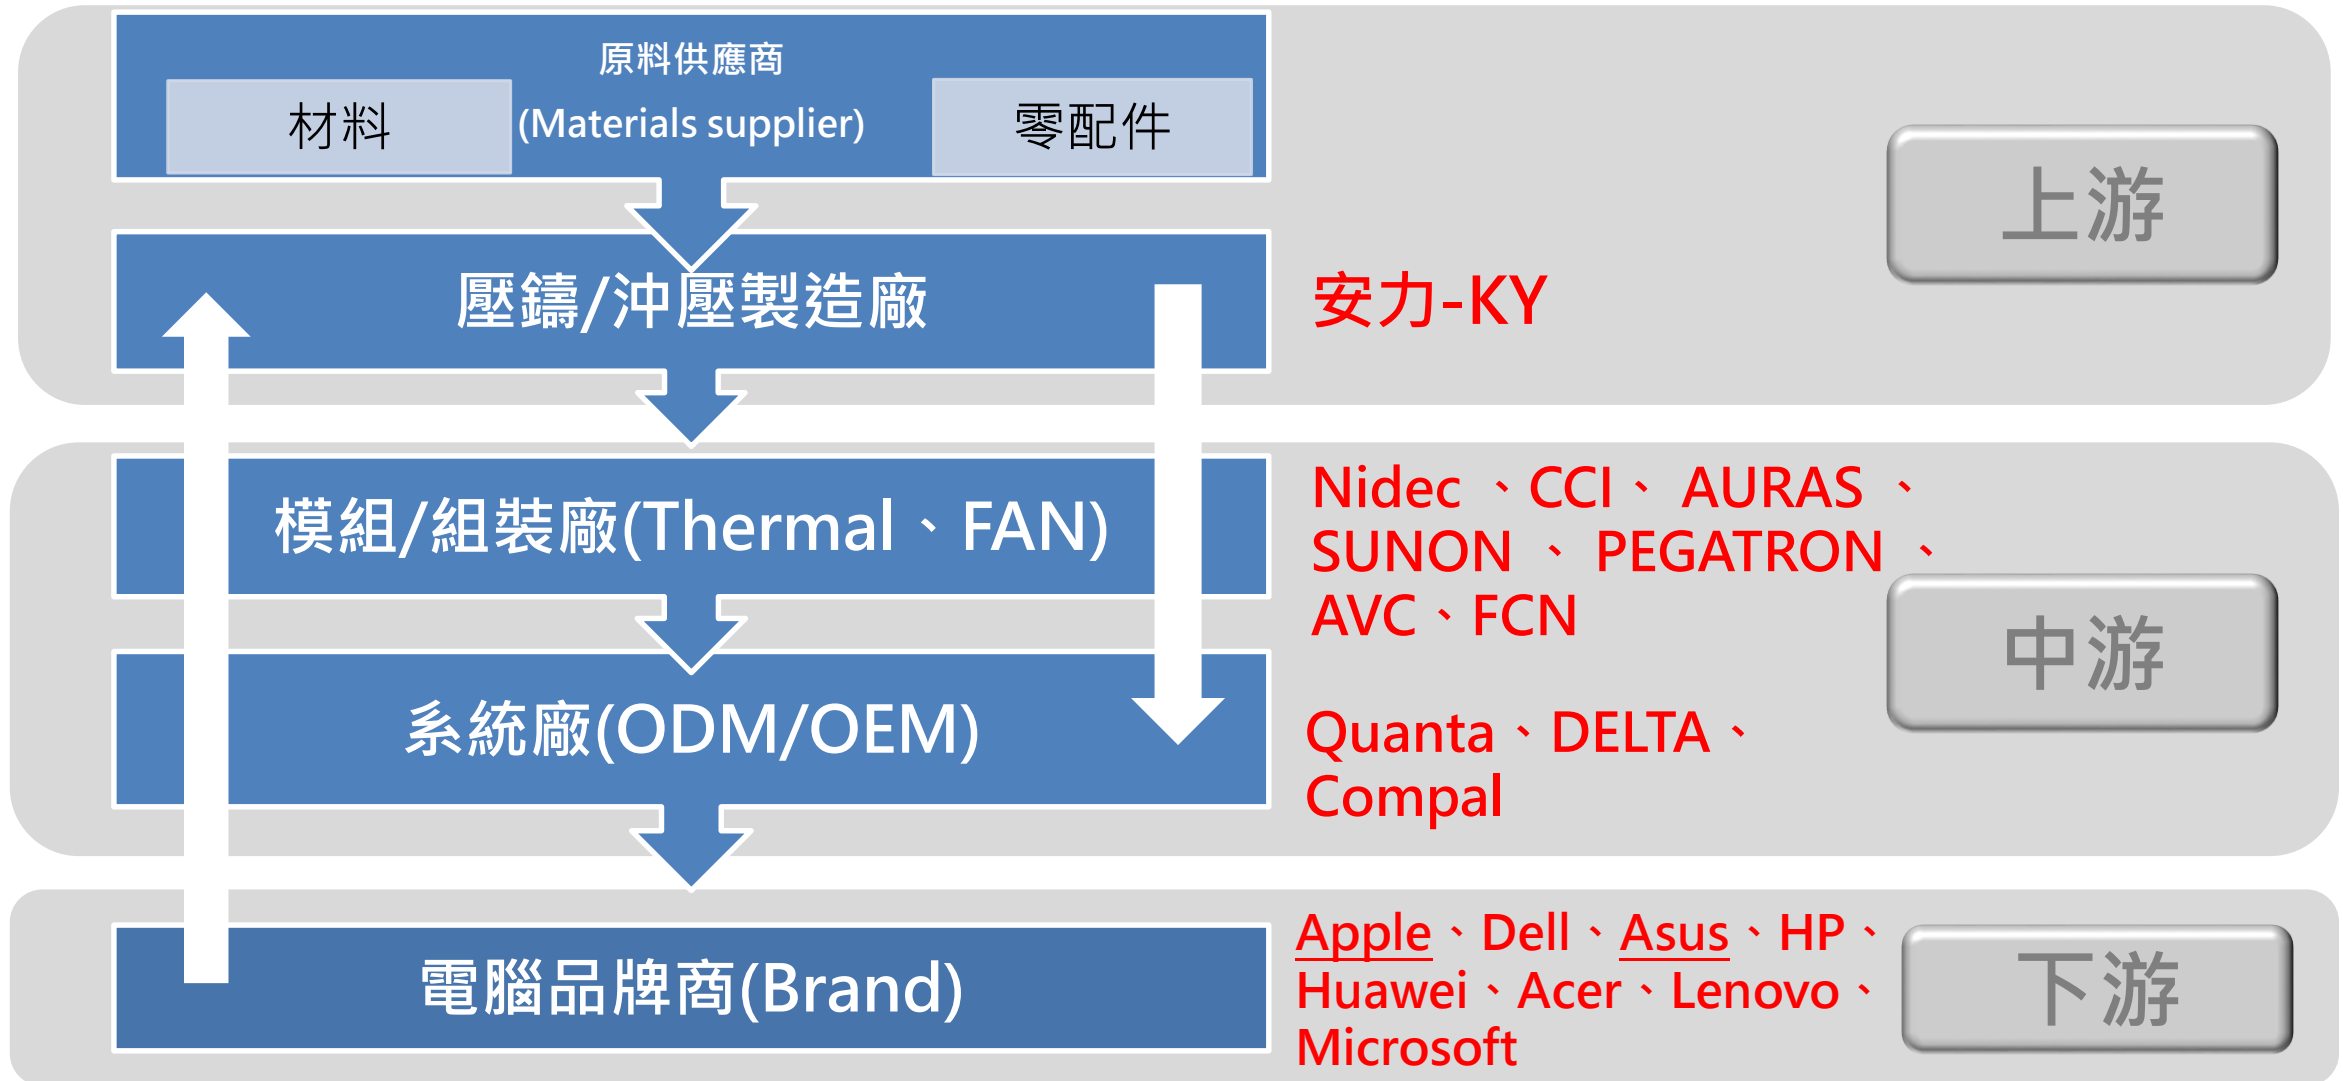 原料供應商
材料
(Materials supplier)
零配件
上游
壓鑄/沖壓製造廠
安力-KY
模組/組裝廠(Thermal、FAN)
Nidec 、CCI、 AURAS 、
SUNON 、 PEGATRON 、
AVC、FCN
中游
系統廠(ODM/OEM)
Quanta、DELTA、
Compal
電腦品牌商(Brand)
Apple、Dell、Asus、HP、
Huawei、Acer、Lenovo、
Microsoft
下游